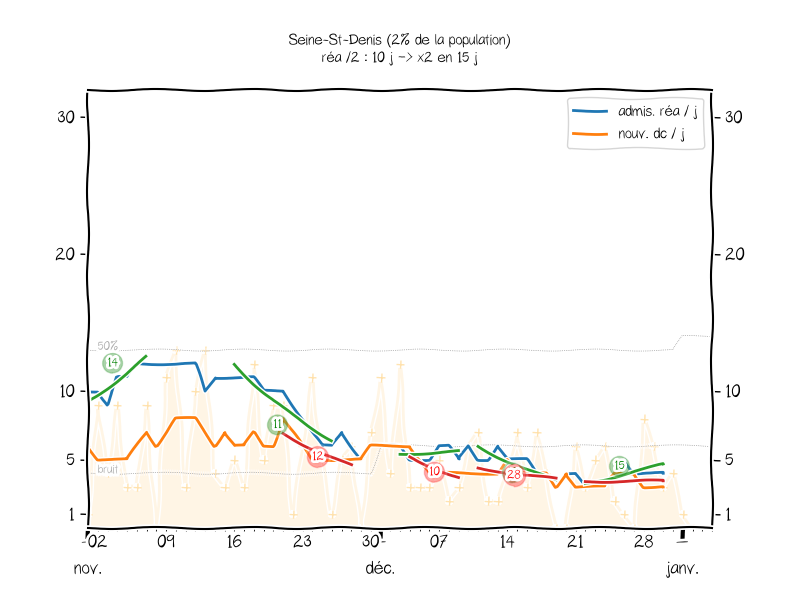 Seine-St-Denis (2% de la population)
réa /2 : 10 j -> x2 en 15 j
admis. réa / j
nouv. dc / j
30
30
20
20
50%
14
10
10
11
12
5
10
28
15
5
bruit
1
1
02 09 16 23 30 07 14 21 28
nov. déc. janv.